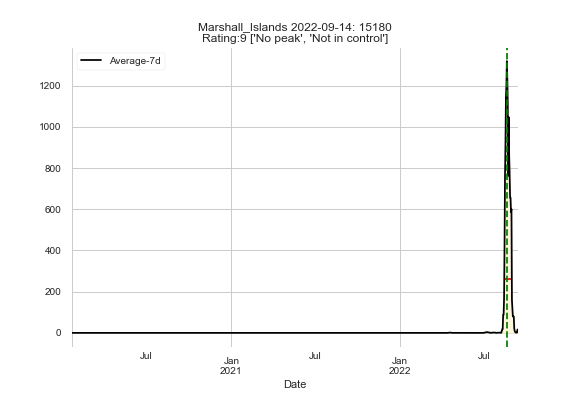 Marshall_Islands 2022-09-14: 15180
Rating:9 ['No peak', 'Not in control']
Average-7d
1200
1000
800
600
400
200
0
Jul
Jan
2021
Jul
Jan
2022
Jul
Date